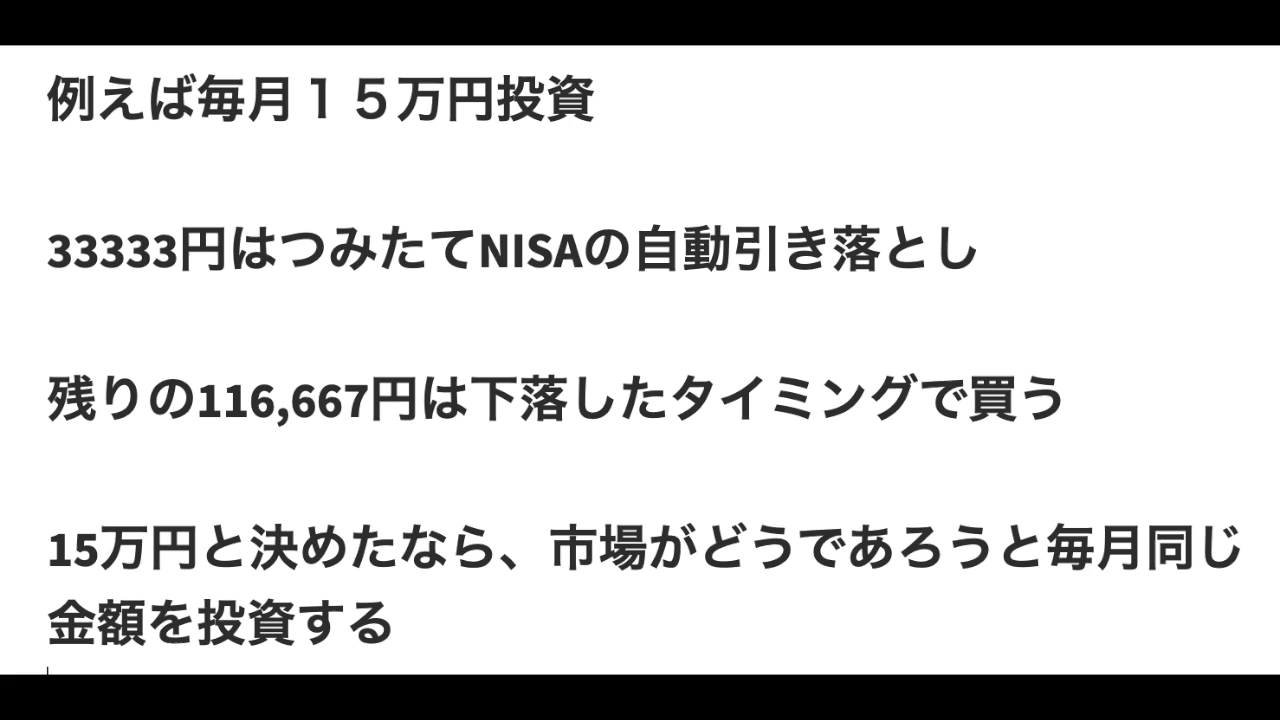 例えば毎月１５万円投資
33333円はつみたてNISAの自動引き落とし
残りの116,667円は下落したタイミングで買う
15万円と決めたなら、市場がどうであろうと毎月同じ
金額を投資する